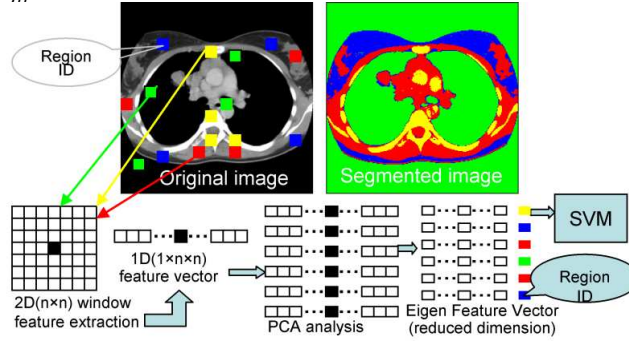 Region
ID
Original image
Segmented image
SVM
1D(1×n×n)
feature vector
2D(n×n) window
feature extraction
PCA analysis
Eigen Feature Vector
(reduced dimension)
Region
ID